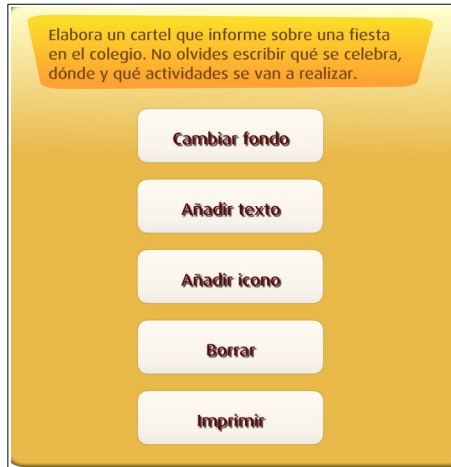 Elabora un cartel que informe sobre una fiesta
en el colegio. No olvides escribir qué se celebra,
dónde y qué actividades se van a realizar.
Cambiar fondo
Añadir texto
Añadir icono
Borrar
Imprimir